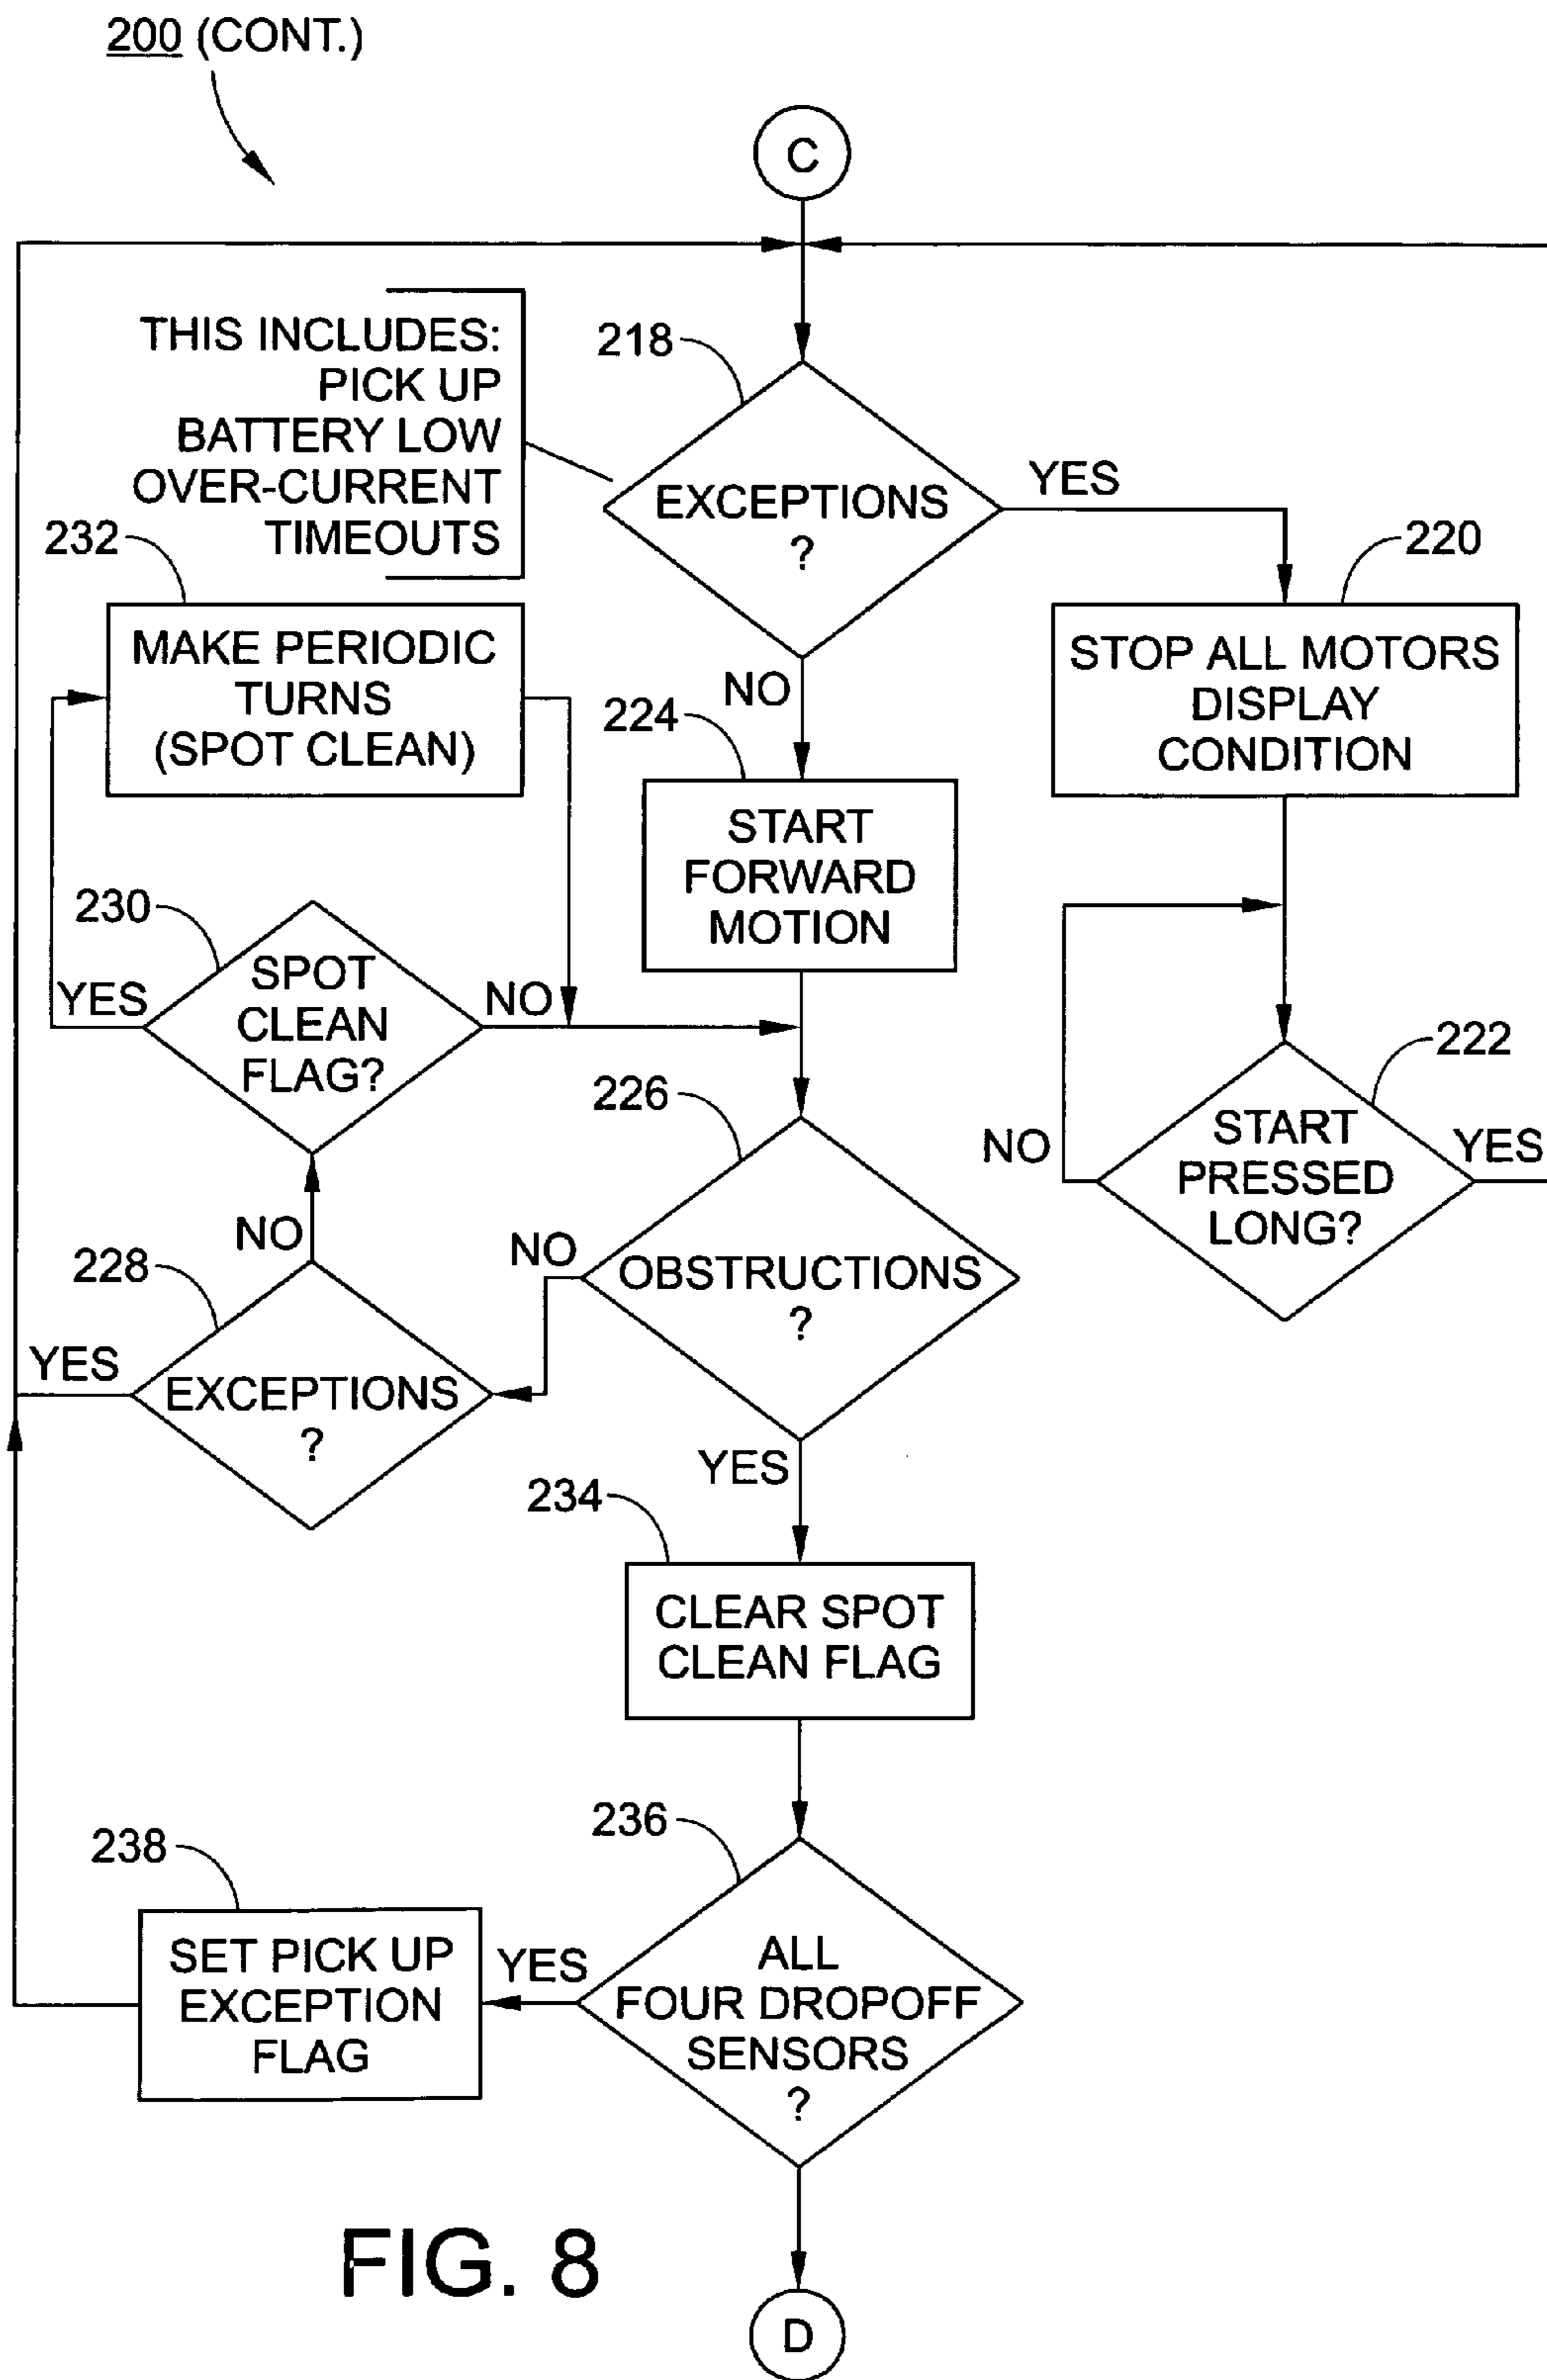 200 (CONT.)
C
THIS INCLUDES:
PICK UP
BATTERY LOW
OVER-CURRENT
TIMEOUTS
218
EXCEPTIONS
?
YES
NO
220
STOP ALL MOTORS
DISPLAY
CONDITION
232
MAKE PERIODIC
TURNS
(SPOT CLEAN)
224
START
FORWARD
MOTION
230
SPOT
CLEAN
FLAG?
YES
NO
222
START
PRESSED
LONG?
NO
YES
226
OBSTRUCTIONS
?
NO
YES
228
EXCEPTIONS
?
NO
YES
234
CLEAR SPOT
CLEAN FLAG
236
ALL
FOUR DROPOFF
SENSORS
?
YES
238
SET PICK UP
EXCEPTION
FLAG
D
FIG. 8